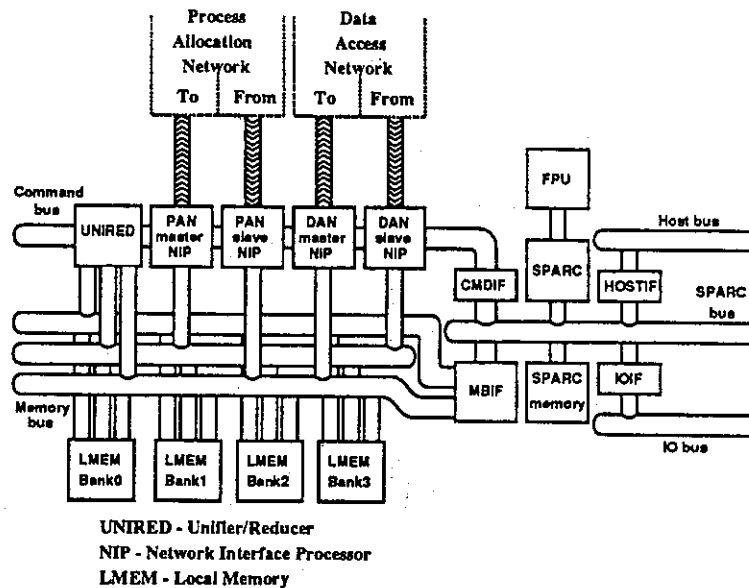 Process
Allocation
Network
To From
Data
Access
Network
To From
Command
bus
UNIRED
PAN
master
NIP
PAN
slave
NIP
DAN
master
NIP
DAN
slave
NIP
FPU
SPARC
CMDIF
HOSTIF
Host bus
SPARC
bus
MBIF
SPARC
memory
IOIF
IO bus
Memory
bus
LMEM
Bank0
LMEM
Bank1
LMEM
Bank2
LMEM
Bank3
UNIRED - Unifier/Reducer
NIP - Network Interface Processor
LMEM - Local Memory